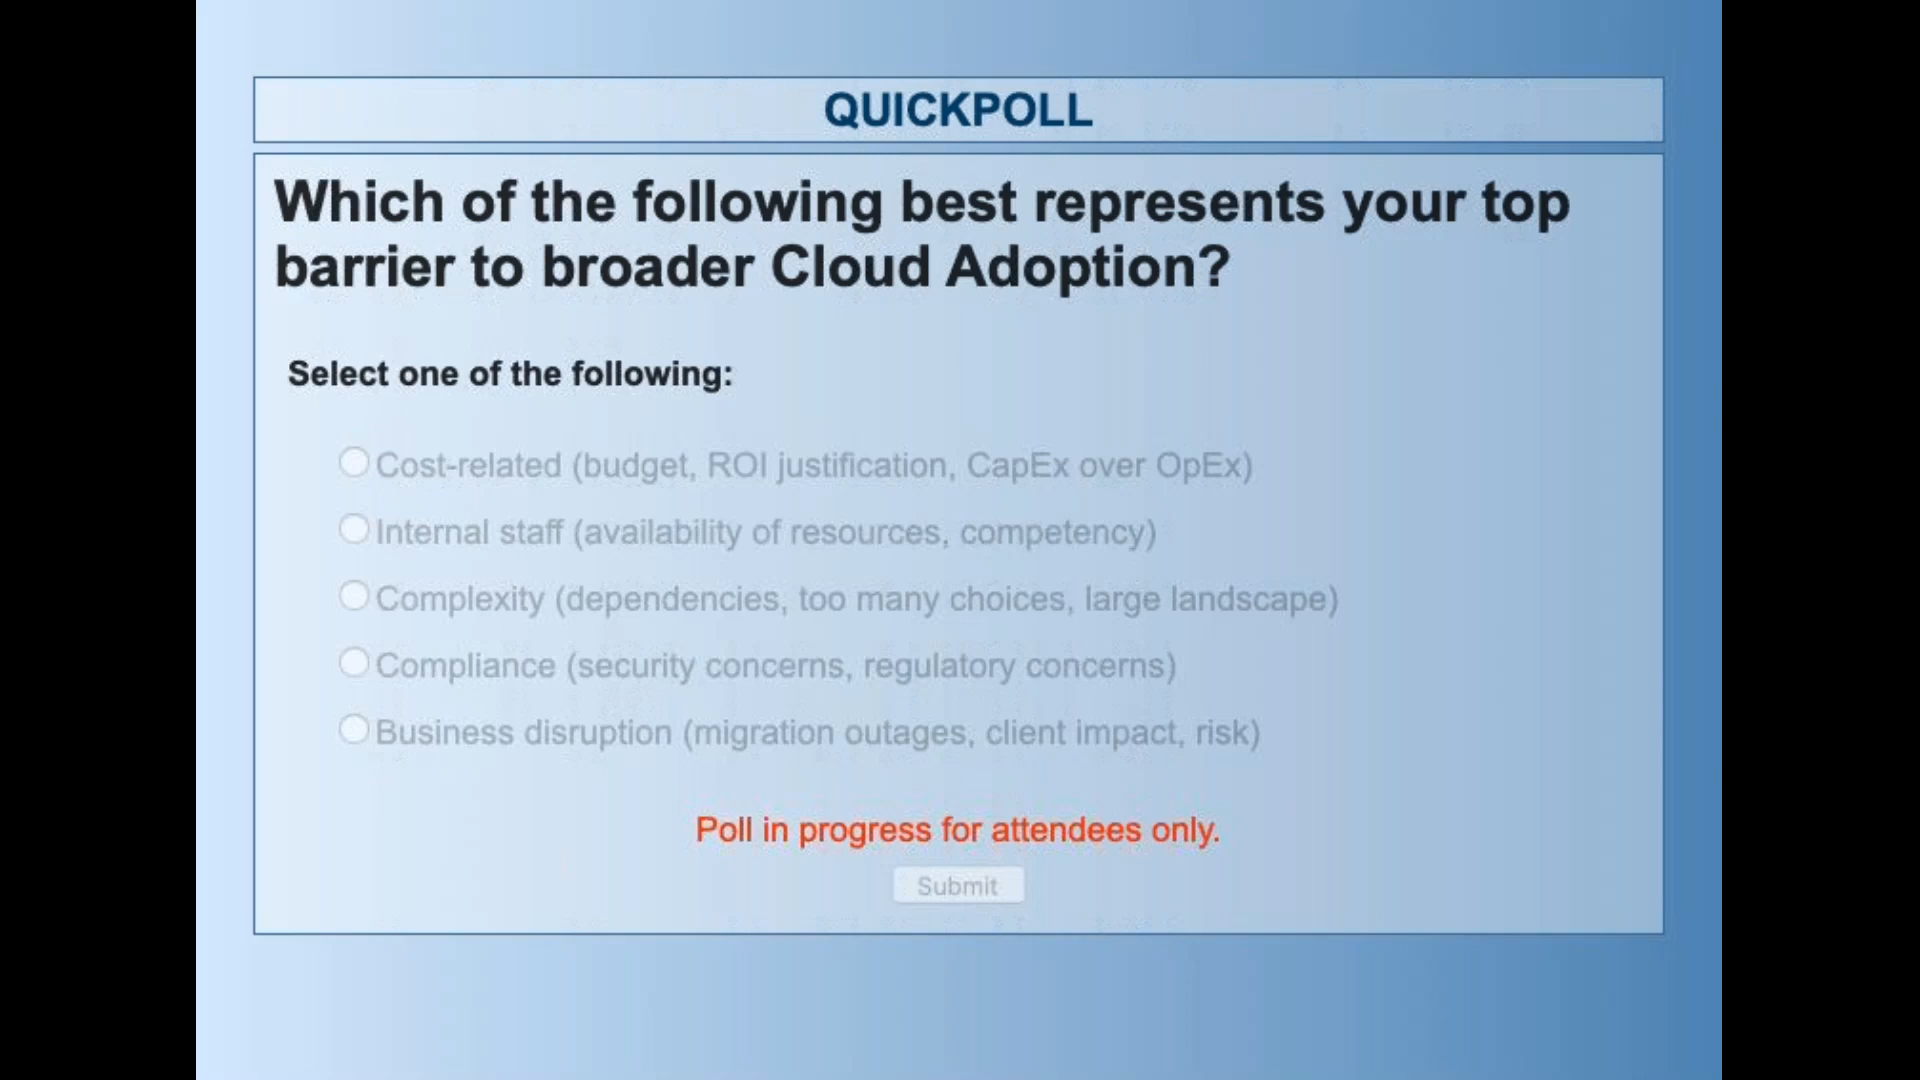 QUICKPOLL
Which of the following best represents your top
barrier to broader Cloud Adoption?
Select one of the following:
Cost-related (budget, ROI justification, CapEx over OpEx)
Internal staff (availability of resources, competency)
Complexity (dependencies, too many choices, large landscape)
Compliance (security concerns, regulatory concerns)
Business disruption (migration outages, client impact, risk)
Poll in progress for attendees only.
Submit